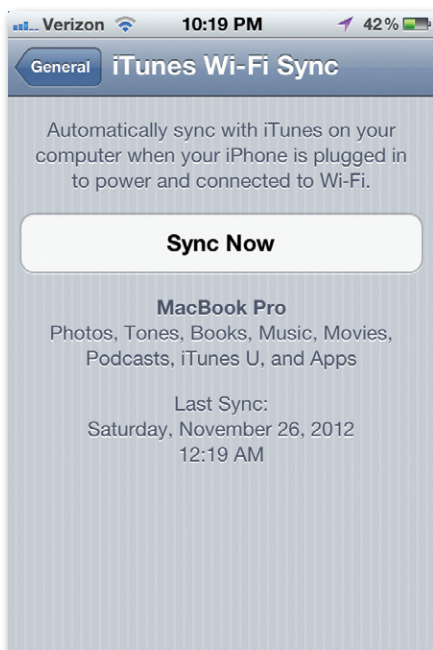 Verizon 10:19 PM 42%
General iTunes Wi-Fi Sync
Automatically sync with iTunes on your
computer when your iPhone is plugged in
to power and connected to Wi-Fi.
Sync Now
MacBook Pro
Photos, Tones, Books, Music, Movies,
Podcasts, iTunes U, and Apps
Last Sync:
Saturday, November 26, 2012
12:19 AM